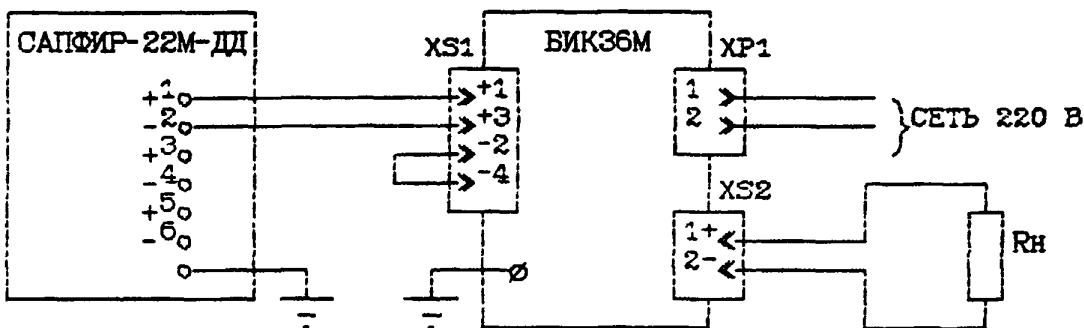 САПФИР-22М-ДД
XS1
БИК36М
XP1
+1
-2
+3
-4
+5
-6
+1
+3
-2
-4
1
2
СЕТЬ 220 В
XS2
1+
2-
Rн